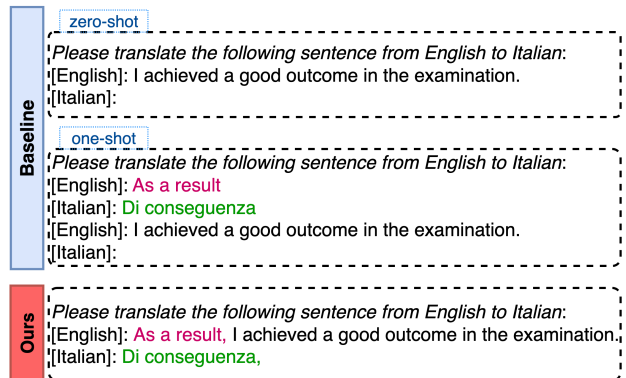 Baseline
zero-shot
Please translate the following sentence from English to Italian:
[English]: I achieved a good outcome in the examination.
[Italian]:
one-shot
Please translate the following sentence from English to Italian:
[English]: As a result
[Italian]: Di conseguenza
[English]: I achieved a good outcome in the examination.
[Italian]:
Ours
Please translate the following sentence from English to Italian:
[English]: As a result, I achieved a good outcome in the examination.
[Italian]: Di conseguenza,